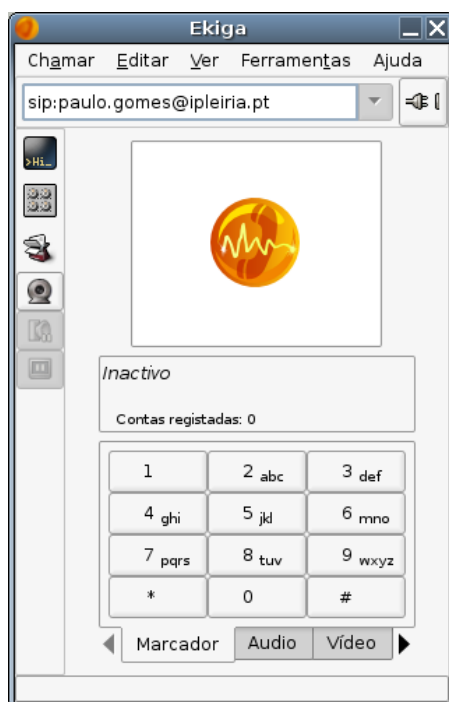 Ekiga
Chamar Editar Ver Ferramentas Ajuda
sip:paulo.gomes@ipleiria.pt
>Hi_
Inactivo
Contas registadas: 0
1 2 abc 3 def
4 ghi 5 jkl 6 mno
7 pqrs 8 tuv 9 wxyz
* 0 #
Marcador Audio Vídeo